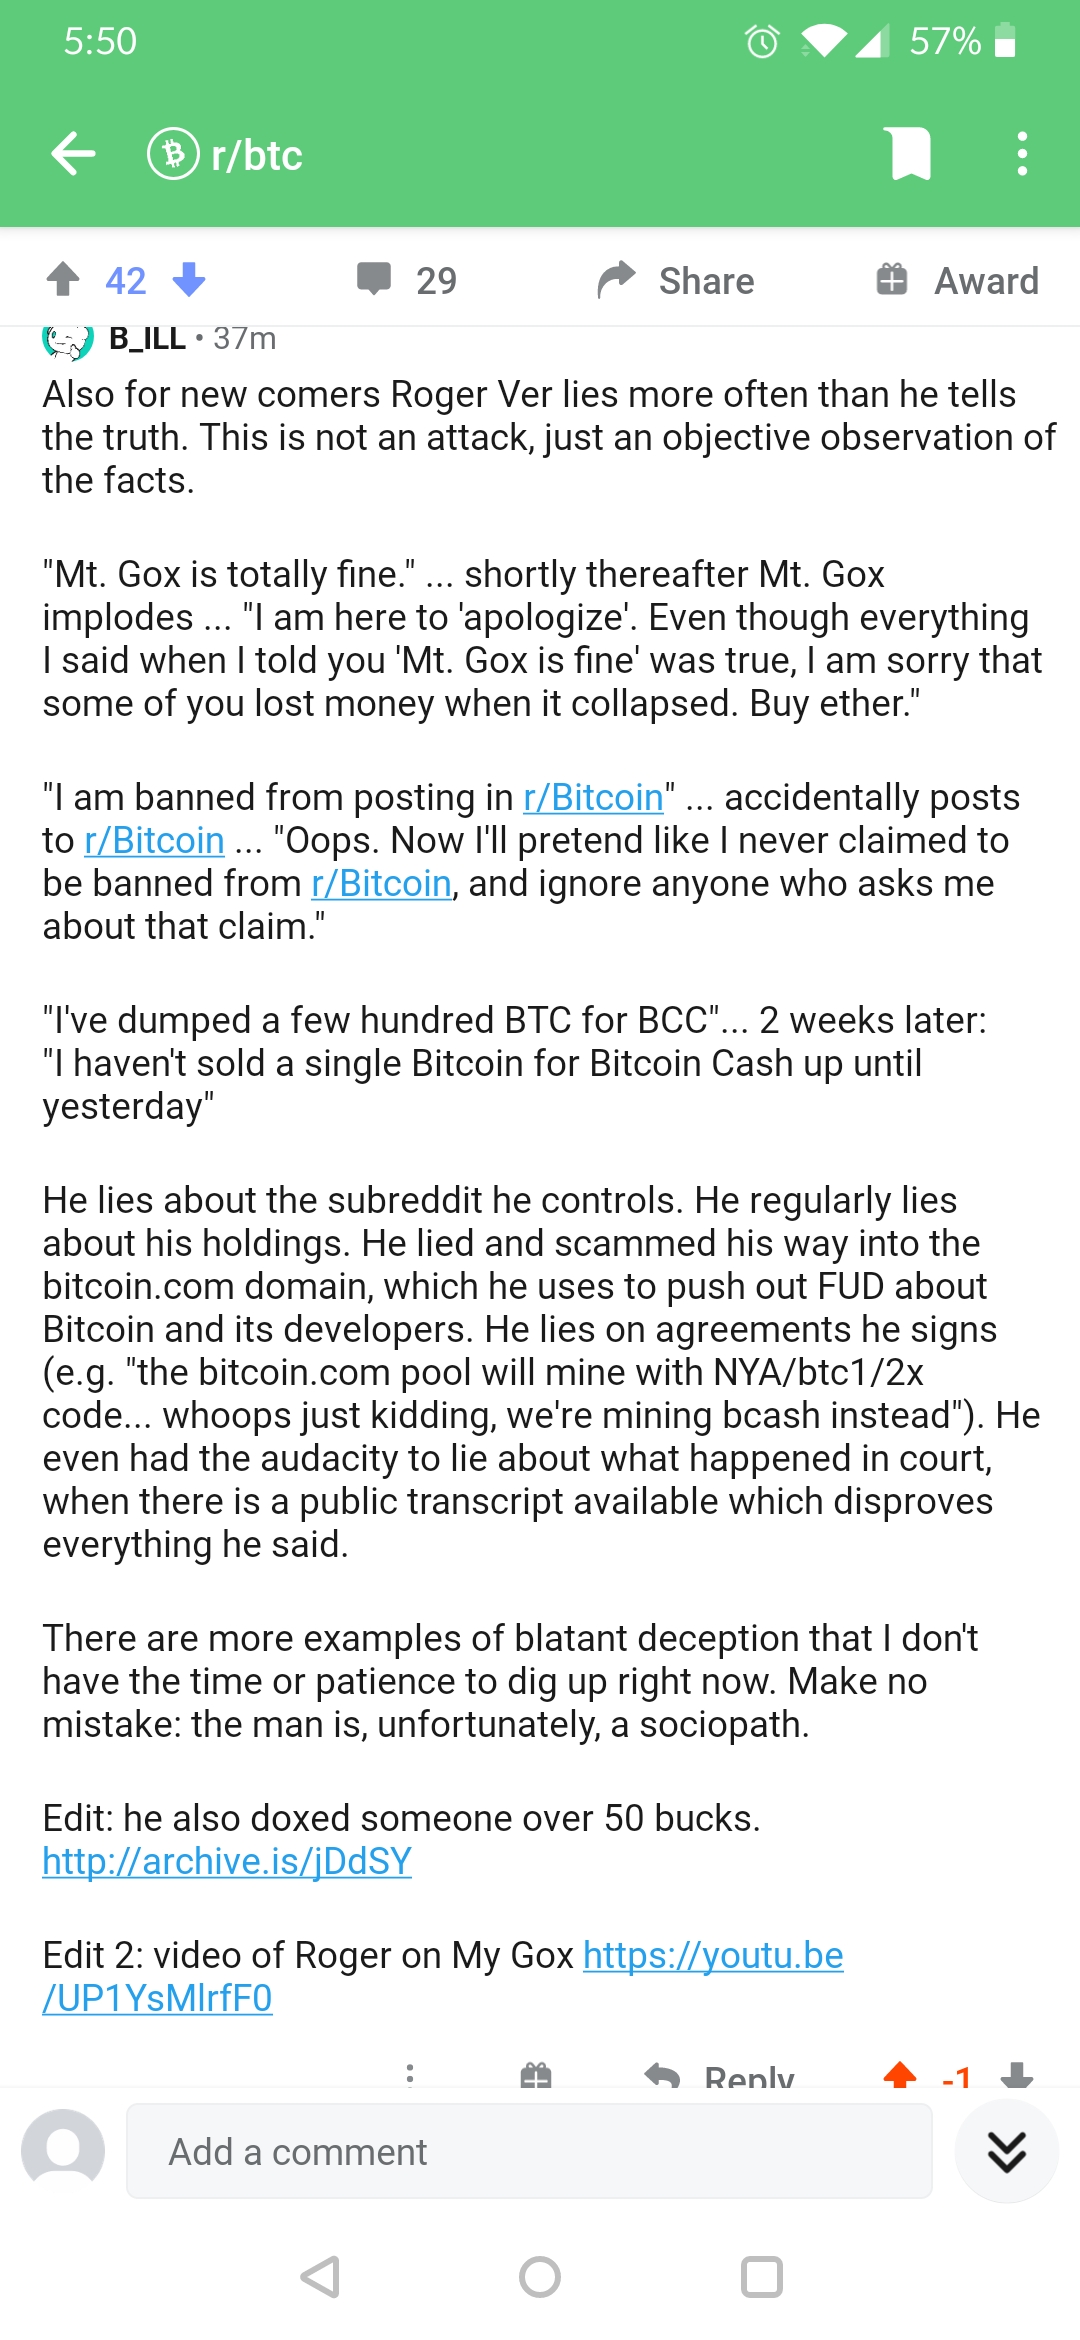 5:50
57%
r/btc
42
29
Share
Award
B_ILL • 37m
Also for new comers Roger Ver lies more often than he tells
the truth. This is not an attack, just an objective observation of
the facts.
"Mt. Gox is totally fine." ... shortly thereafter Mt. Gox
implodes ... "I am here to 'apologize'. Even though everything
I said when I told you 'Mt. Gox is fine' was true, I am sorry that
some of you lost money when it collapsed. Buy ether."
"I am banned from posting in r/Bitcoin" ... accidentally posts
to r/Bitcoin ... "Oops. Now I'll pretend like I never claimed to
be banned from r/Bitcoin, and ignore anyone who asks me
about that claim."
"I've dumped a few hundred BTC for BCC"... 2 weeks later:
"I haven't sold a single Bitcoin for Bitcoin Cash up until
yesterday"
He lies about the subreddit he controls. He regularly lies
about his holdings. He lied and scammed his way into the
bitcoin.com domain, which he uses to push out FUD about
Bitcoin and its developers. He lies on agreements he signs
(e.g. "the bitcoin.com pool will mine with NYA/btc1/2x
code... whoops just kidding, we're mining bcash instead"). He
even had the audacity to lie about what happened in court,
when there is a public transcript available which disproves
everything he said.
There are more examples of blatant deception that I don't
have the time or patience to dig up right now. Make no
mistake: the man is, unfortunately, a sociopath.
Edit: he also doxed someone over 50 bucks.
http://archive.is/jDdSY
Edit 2: video of Roger on My Gox https://youtu.be
/UP1YsMlrfF0
Reply
-1
Add a comment